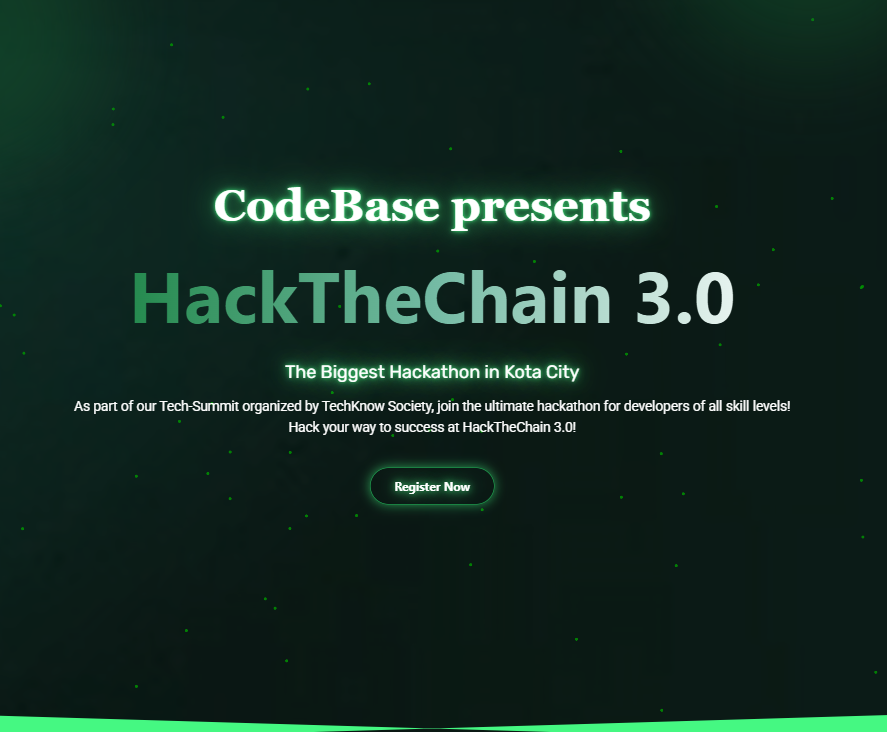 CodeBase presents
HackTheChain 3.0
The Biggest Hackathon in Kota City
As part of our Tech-Summit organized by TechKnow Society, join the ultimate hackathon for developers of all skill levels!
Hack your way to success at HackTheChain 3.0!
Register Now